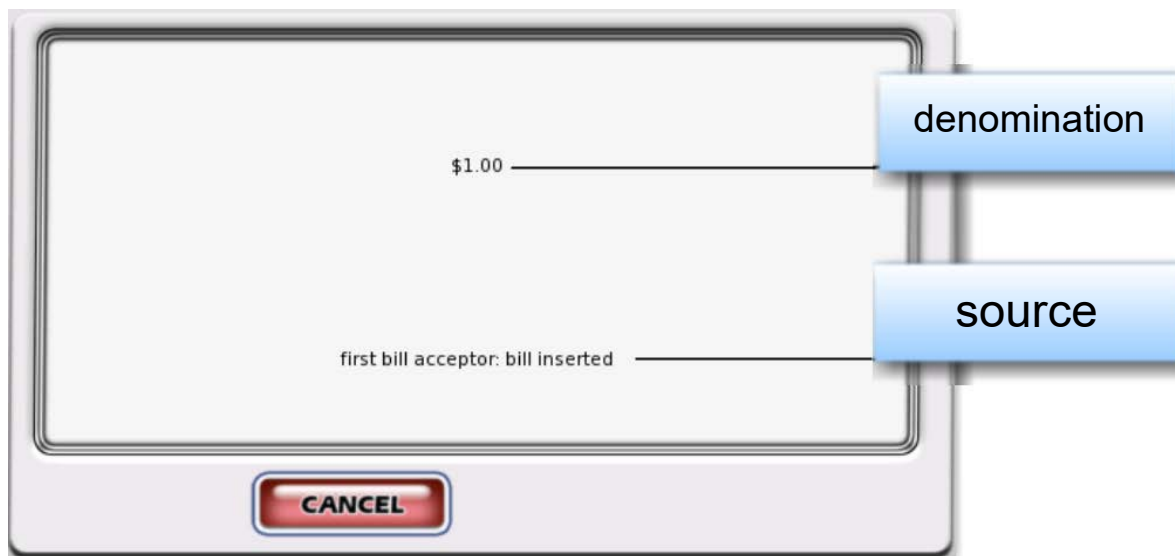 denomination
$1.00
source
first bill acceptor: bill inserted
CANCEL